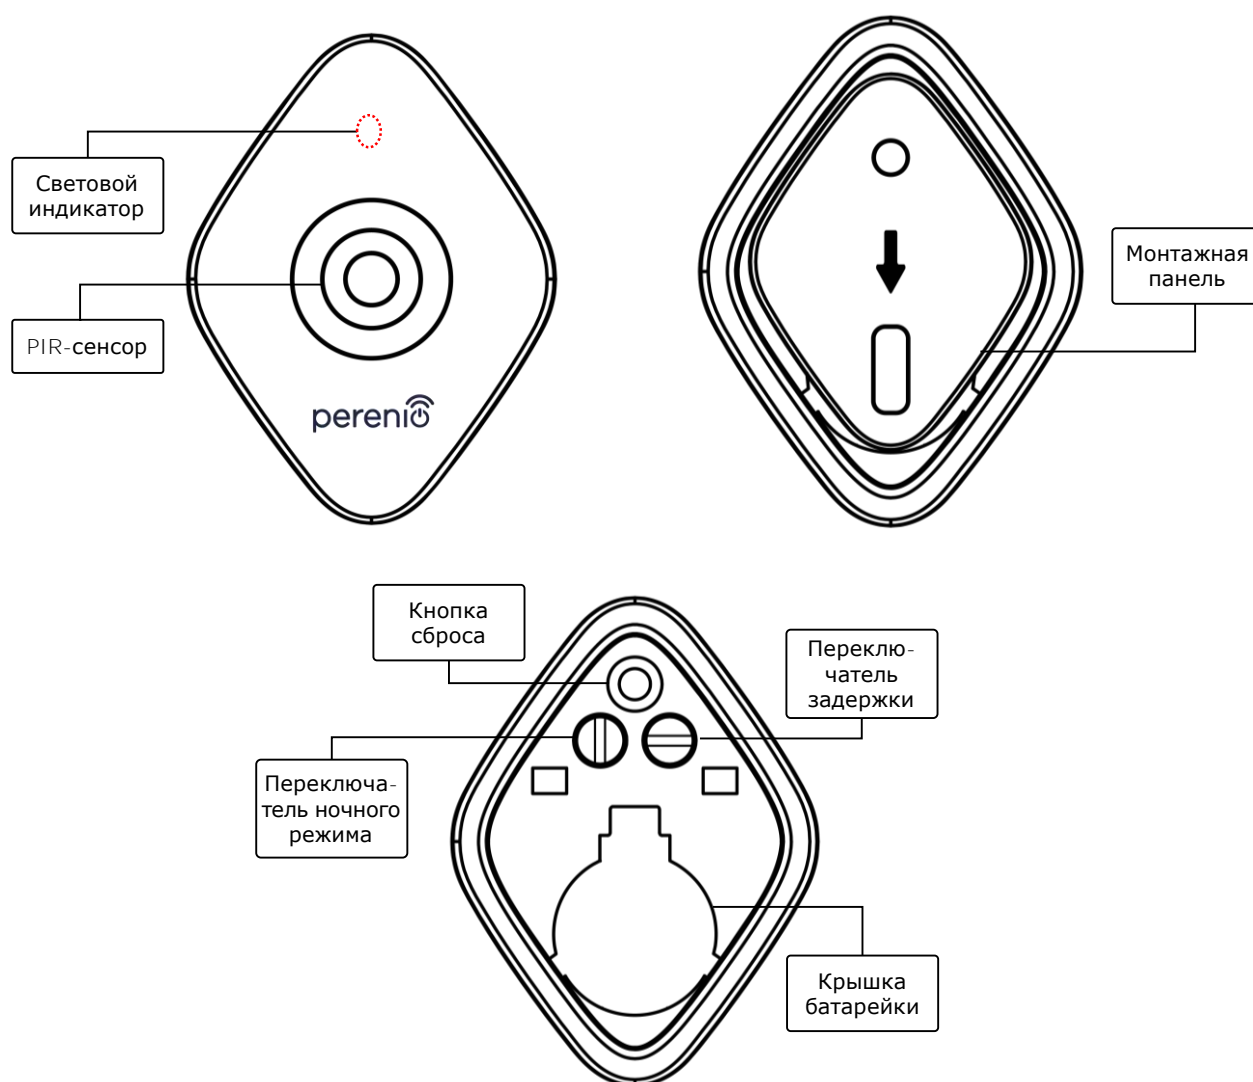 Световой
индикатор
PIR-сенсор
perenio
Монтажная
панель
Кнопка
сброса
Переклю-
чатель
задержки
Переключа-
тель ночного
режима
Крышка
батарейки